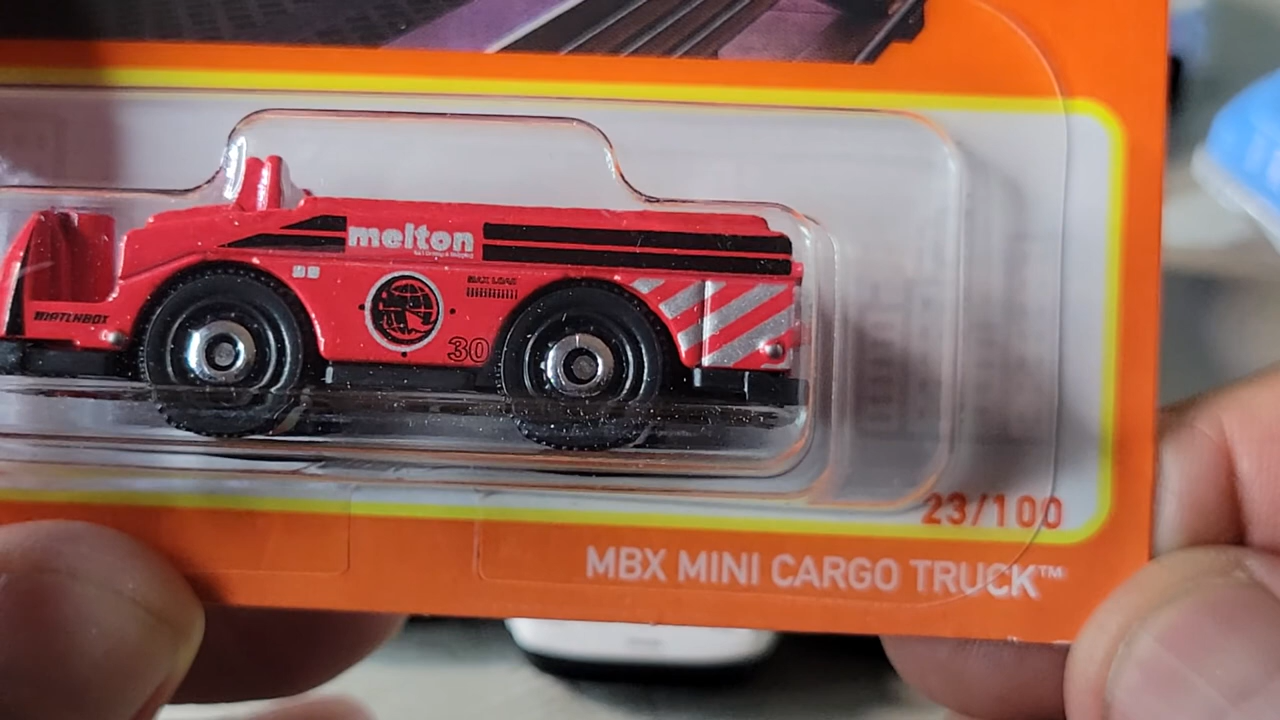 melton
MAX LOAD
MATCHBOX
30
23/100
MBX MINI CARGO TRUCK™